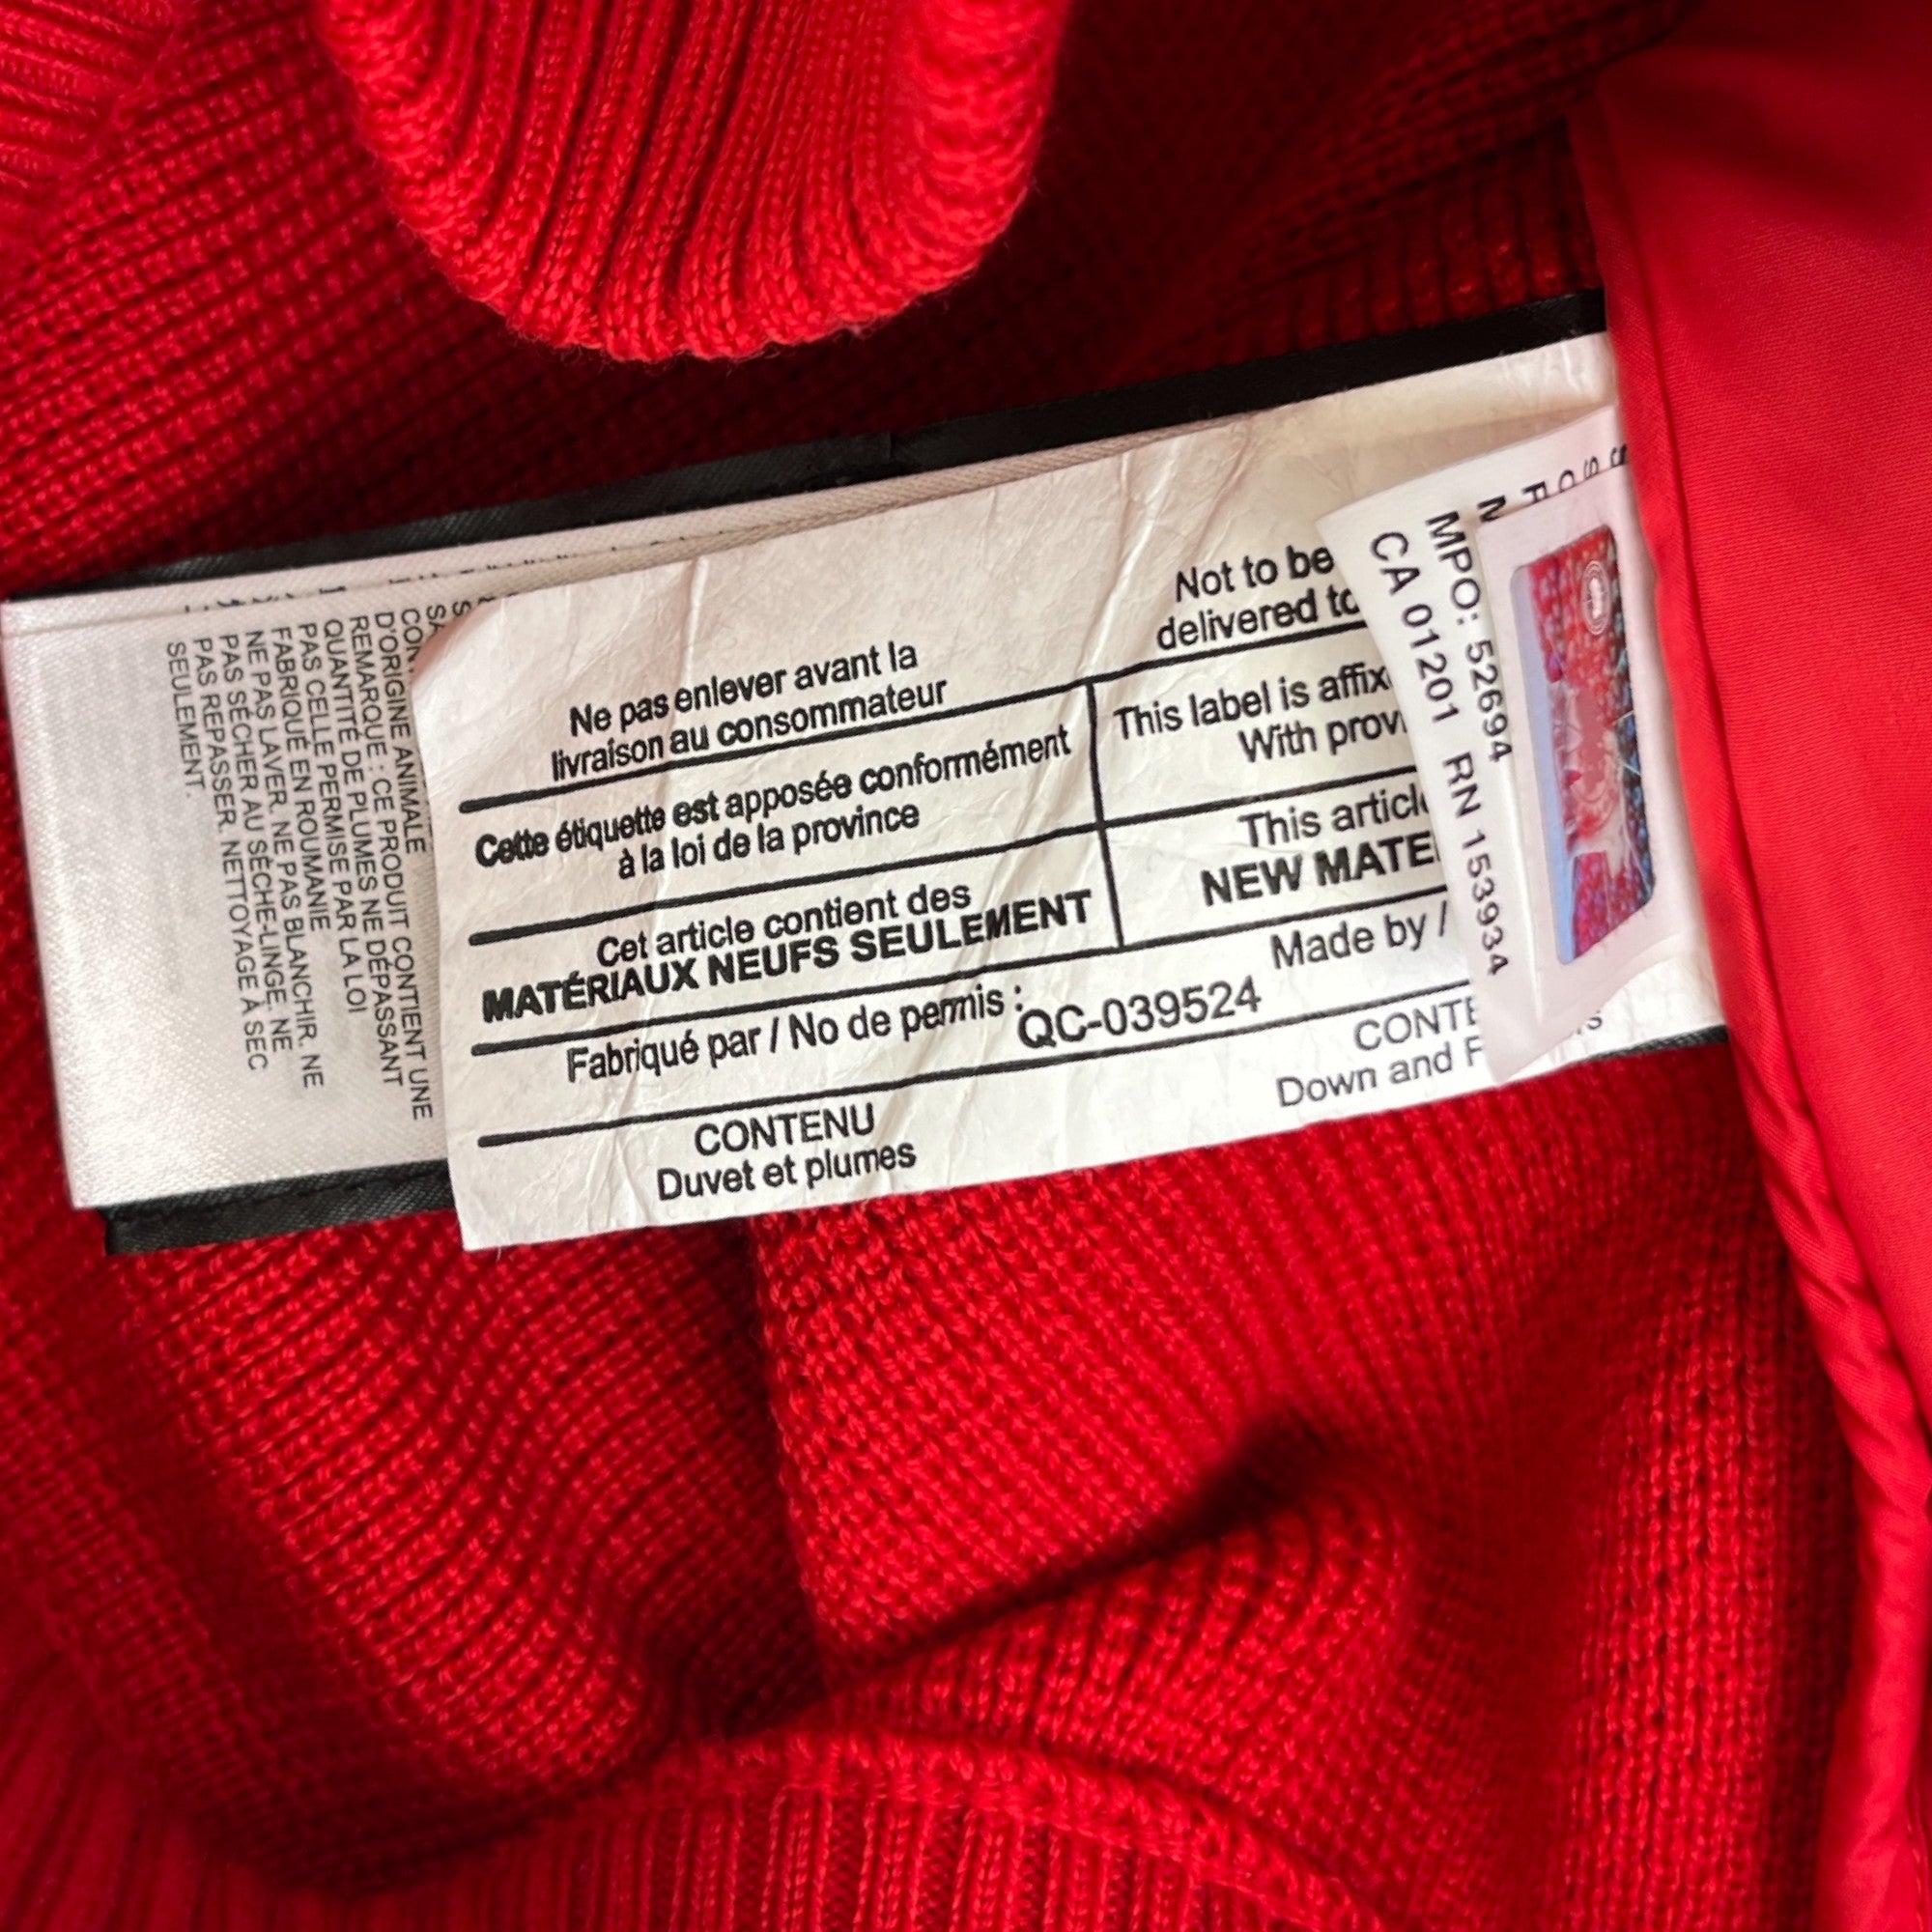 Ne pas enlever avant la
livraison au consommateur
Not to be
delivered to
Cette étiquette est apposée conformément
à la loi de la province
This label is
With
Cet article contient des
MATÉRIAUX NEUFS SEULEMENT
This
NEW
Fabriqué par / No de permis :
QC-039524
Made by /
CONTENU
Duvet et plumes
Down and
MPO: 52694
CA 01201 RN 153934
D'ORIGINE ANIMALE
REMARQUE : CE PRODUIT CONTIENT UNE
QUANTITÉ DE PLUMES NE DÉPASSANT
PAS CELLE PERMISE PAR LA LOI
FABRIQUÉ EN ROUMANIE
NE PAS LAVER. NE PAS BLANCHIR. NE
PAS SÉCHER AU SÈCHE-LINGE. NE
PAS REPASSER. NETTOYAGE À SEC
SEULEMENT.